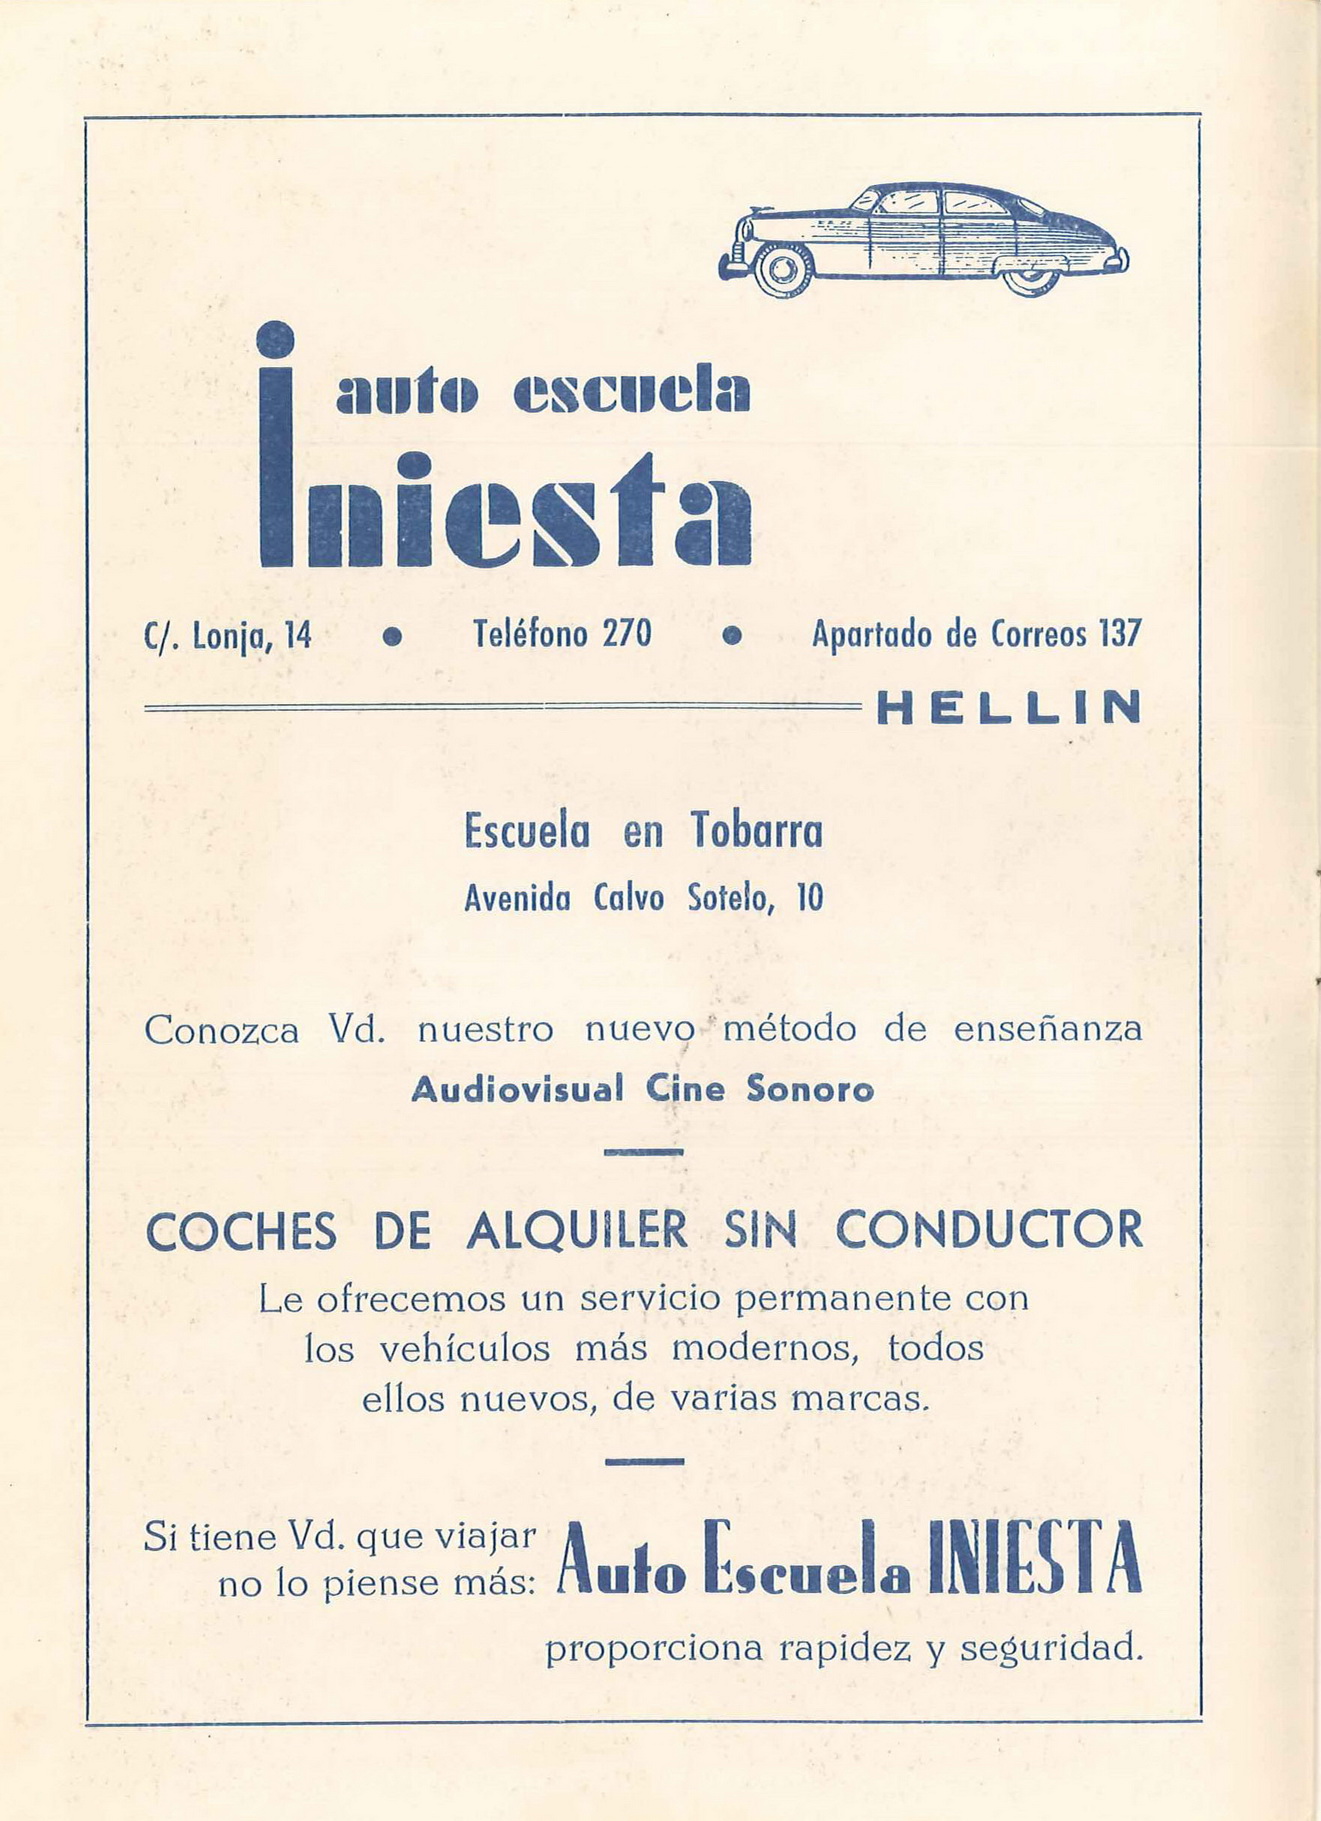 auto escuela
Iniesta
C/. Lonja, 14 • Teléfono 270 • Apartado de Correos 137
HELLIN
Escuela en Tobarra
Avenida Calvo Sotelo, 10
Conozca Vd. nuestro nuevo método de enseñanza
Audiovisual Cine Sonoro
COCHES DE ALQUILER SIN CONDUCTOR
Le ofrecemos un servicio permanente con
los vehículos más modernos, todos
ellos nuevos, de varias marcas.
Si tiene Vd. que viajar
no lo piense más: Auto Escuela INIESTA
proporciona rapidez y seguridad.